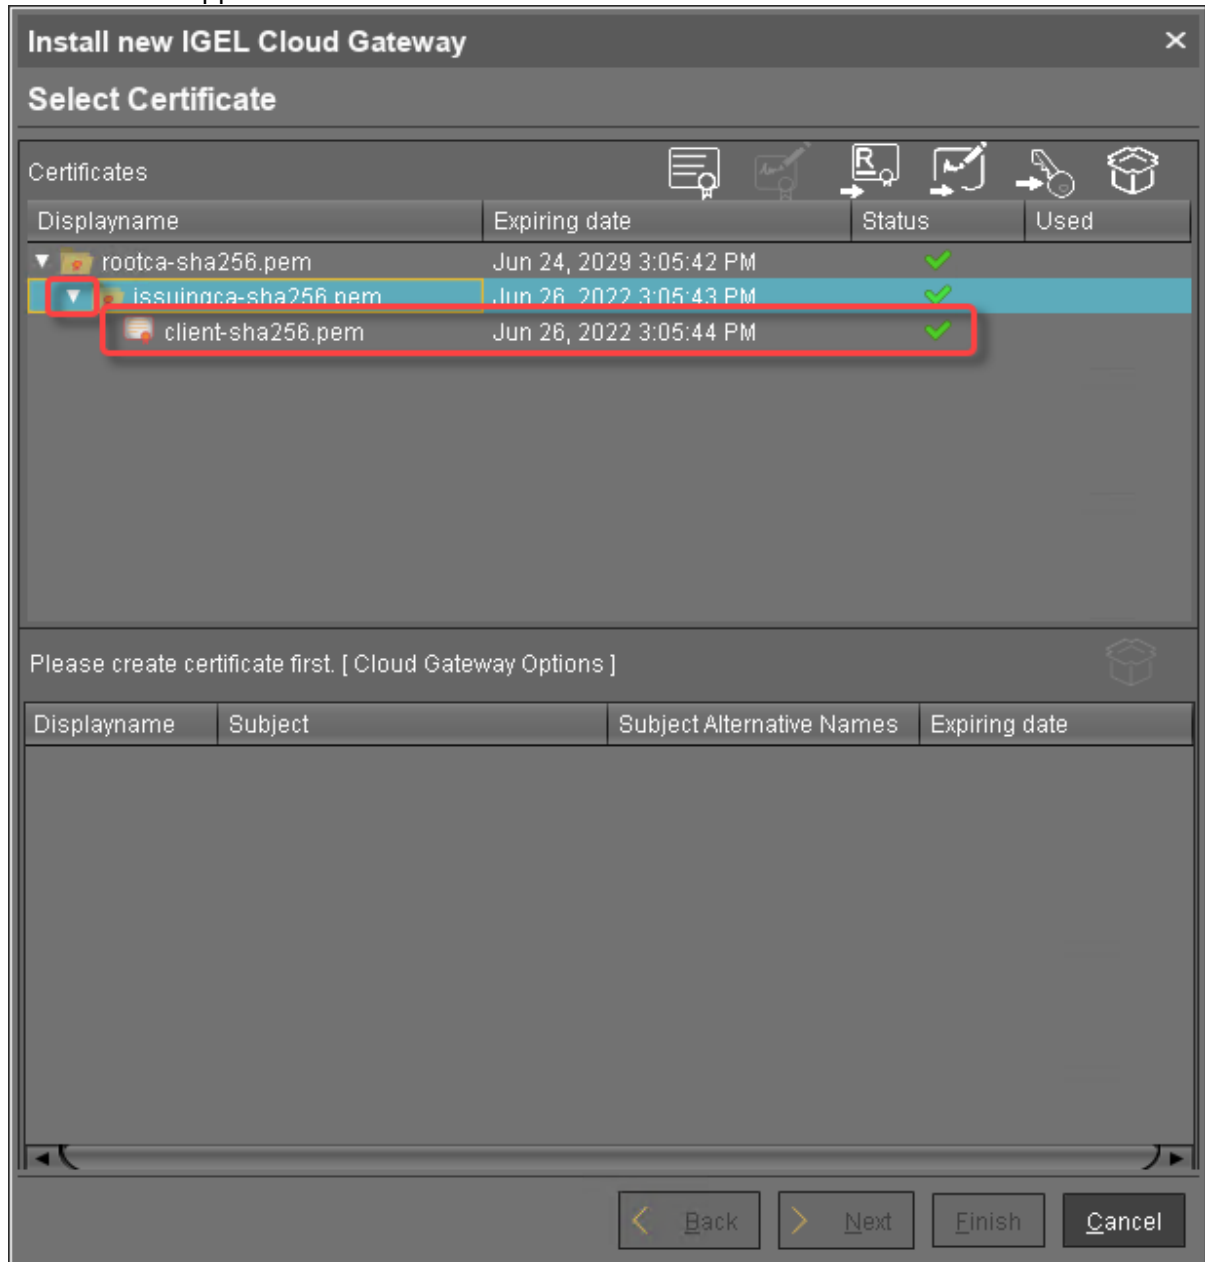 Install new IGEL Cloud Gateway
Select Certificate
Certificates
Displayname Expiring date Status Used
rootca-sha256.pem Jun 24, 2029 3:05:42 PM
issuingca-sha256.pem Jun 26, 2022 3:05:43 PM
client-sha256.pem Jun 26, 2022 3:05:44 PM
Please create certificate first. [ Cloud Gateway Options ]
Displayname Subject Subject Alternative Names Expiring date
Back Next Finish Cancel